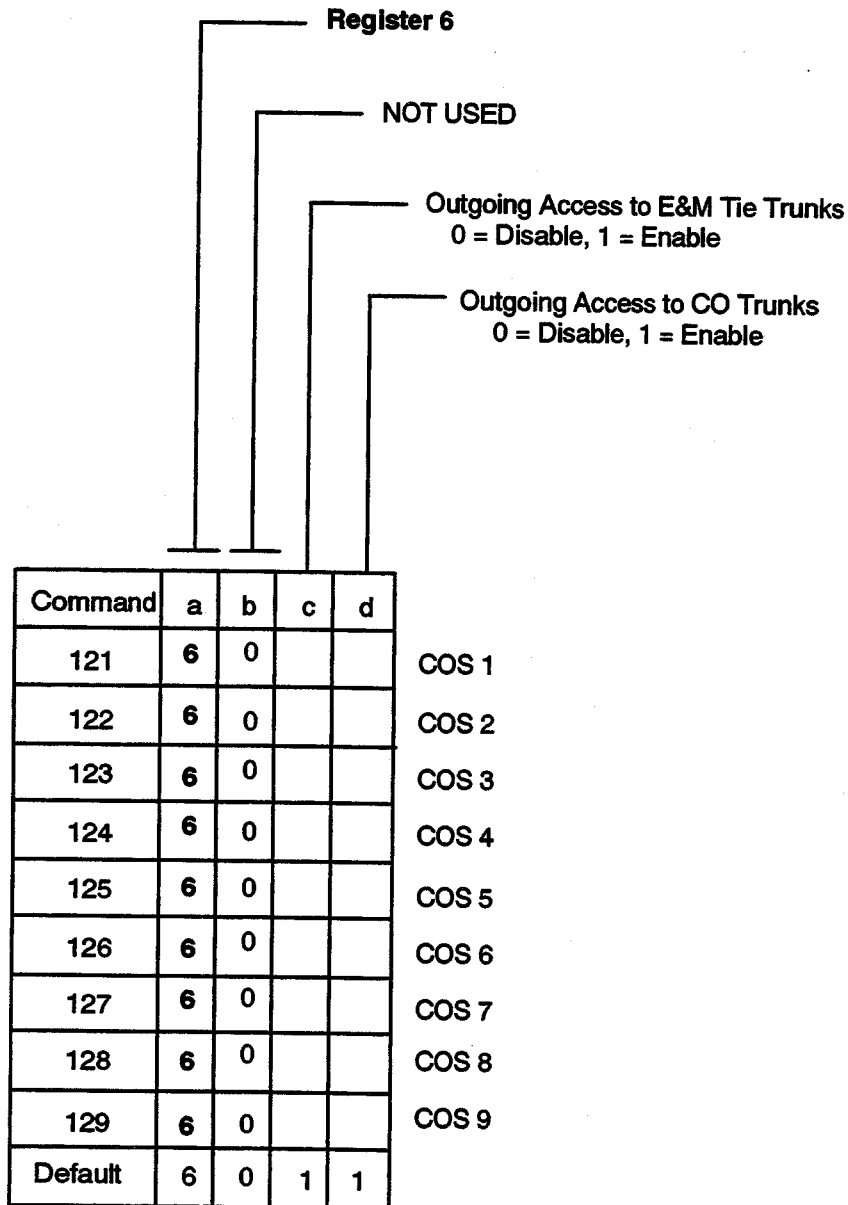 Register 6
NOT USED
Outgoing Access to E&M Tie Trunks
0 = Disable, 1 = Enable
Outgoing Access to CO Trunks
0 = Disable, 1 = Enable
Command a b c d
121 6 0 COS 1
122 6 0 COS 2
123 6 0 COS 3
124 6 0 COS 4
125 6 0 COS 5
126 6 0 COS 6
127 6 0 COS 7
128 6 0 COS 8
129 6 0 COS 9
Default 6 0 1 1